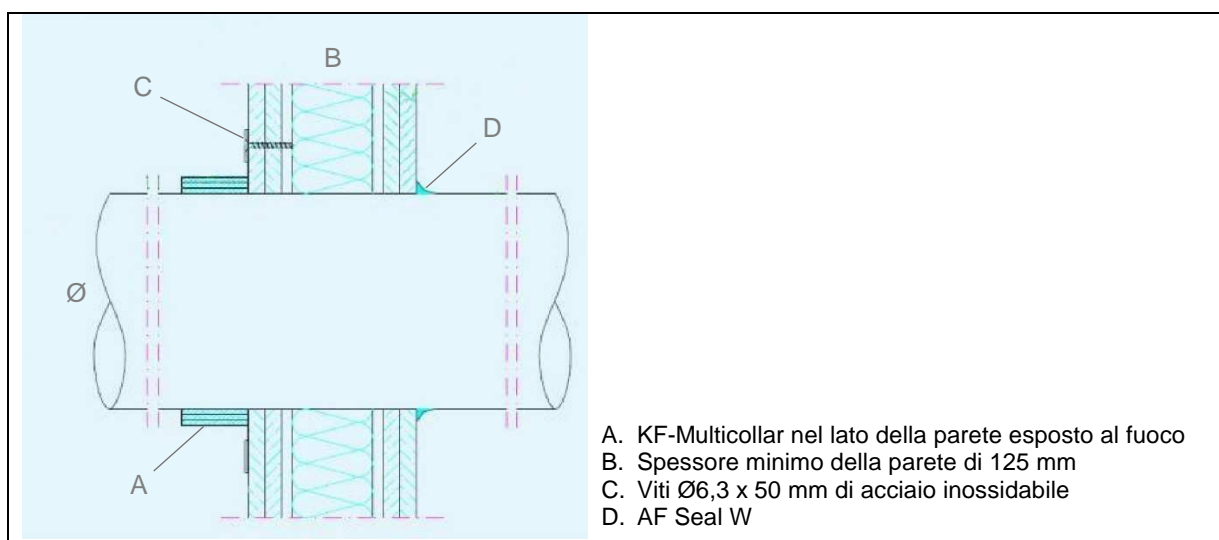 B
C
D
Ø
A
A. KF-Multicollar nel lato della parete esposto al fuoco
B. Spessore minimo della parete di 125 mm
C. Viti Ø6,3 x 50 mm di acciaio inossidabile
D. AF Seal W